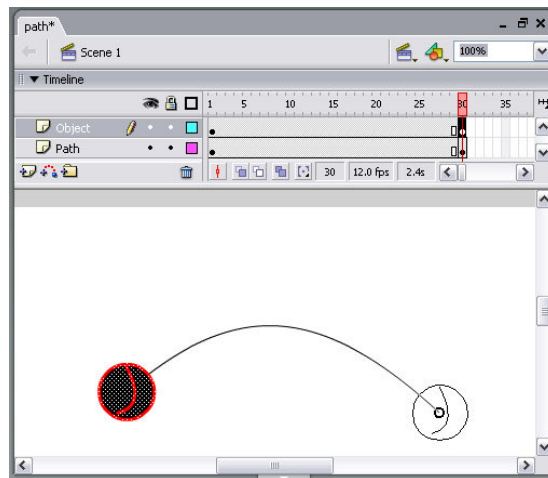 path*
Scene 1
100%
Timeline
1 5 10 15 20 25 30 35
Object
Path
30 12.0 fps 2.4s